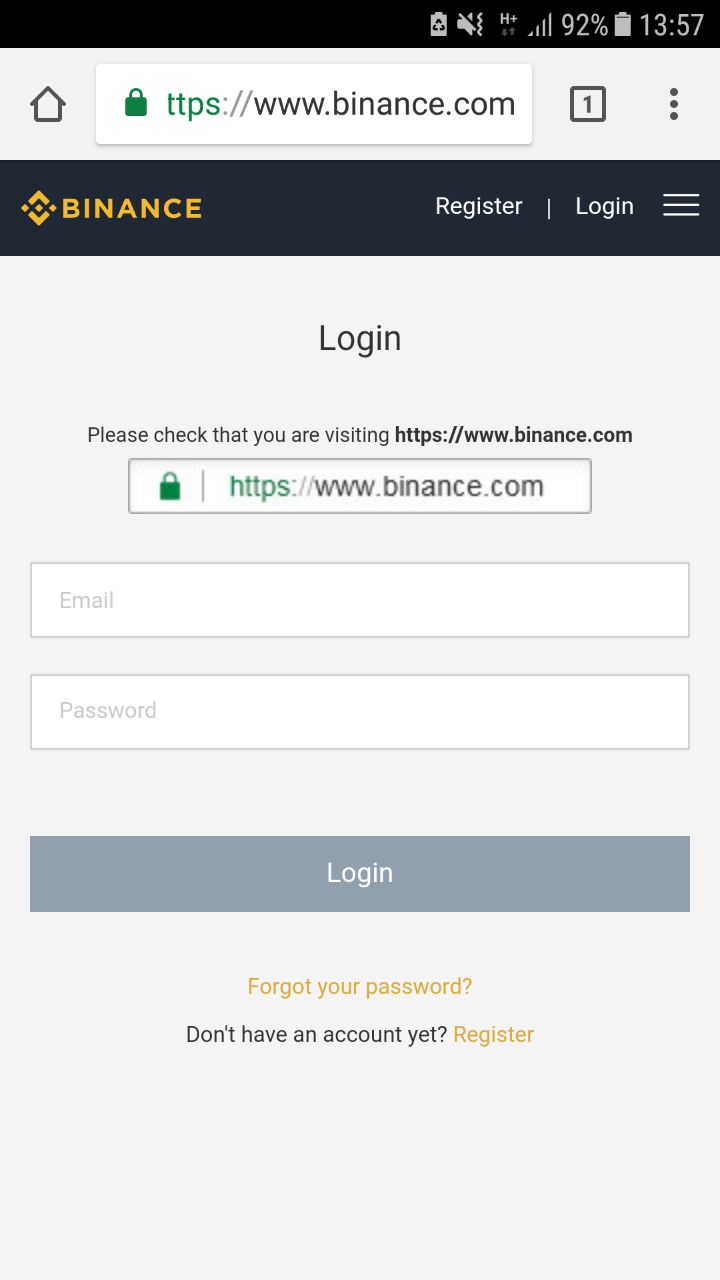 H+ 92% 13:57
ttps://www.binance.com 1
BINANCE Register | Login
Login
Please check that you are visiting https://www.binance.com
https://www.binance.com
Email
Password
Login
Forgot your password?
Don't have an account yet? Register